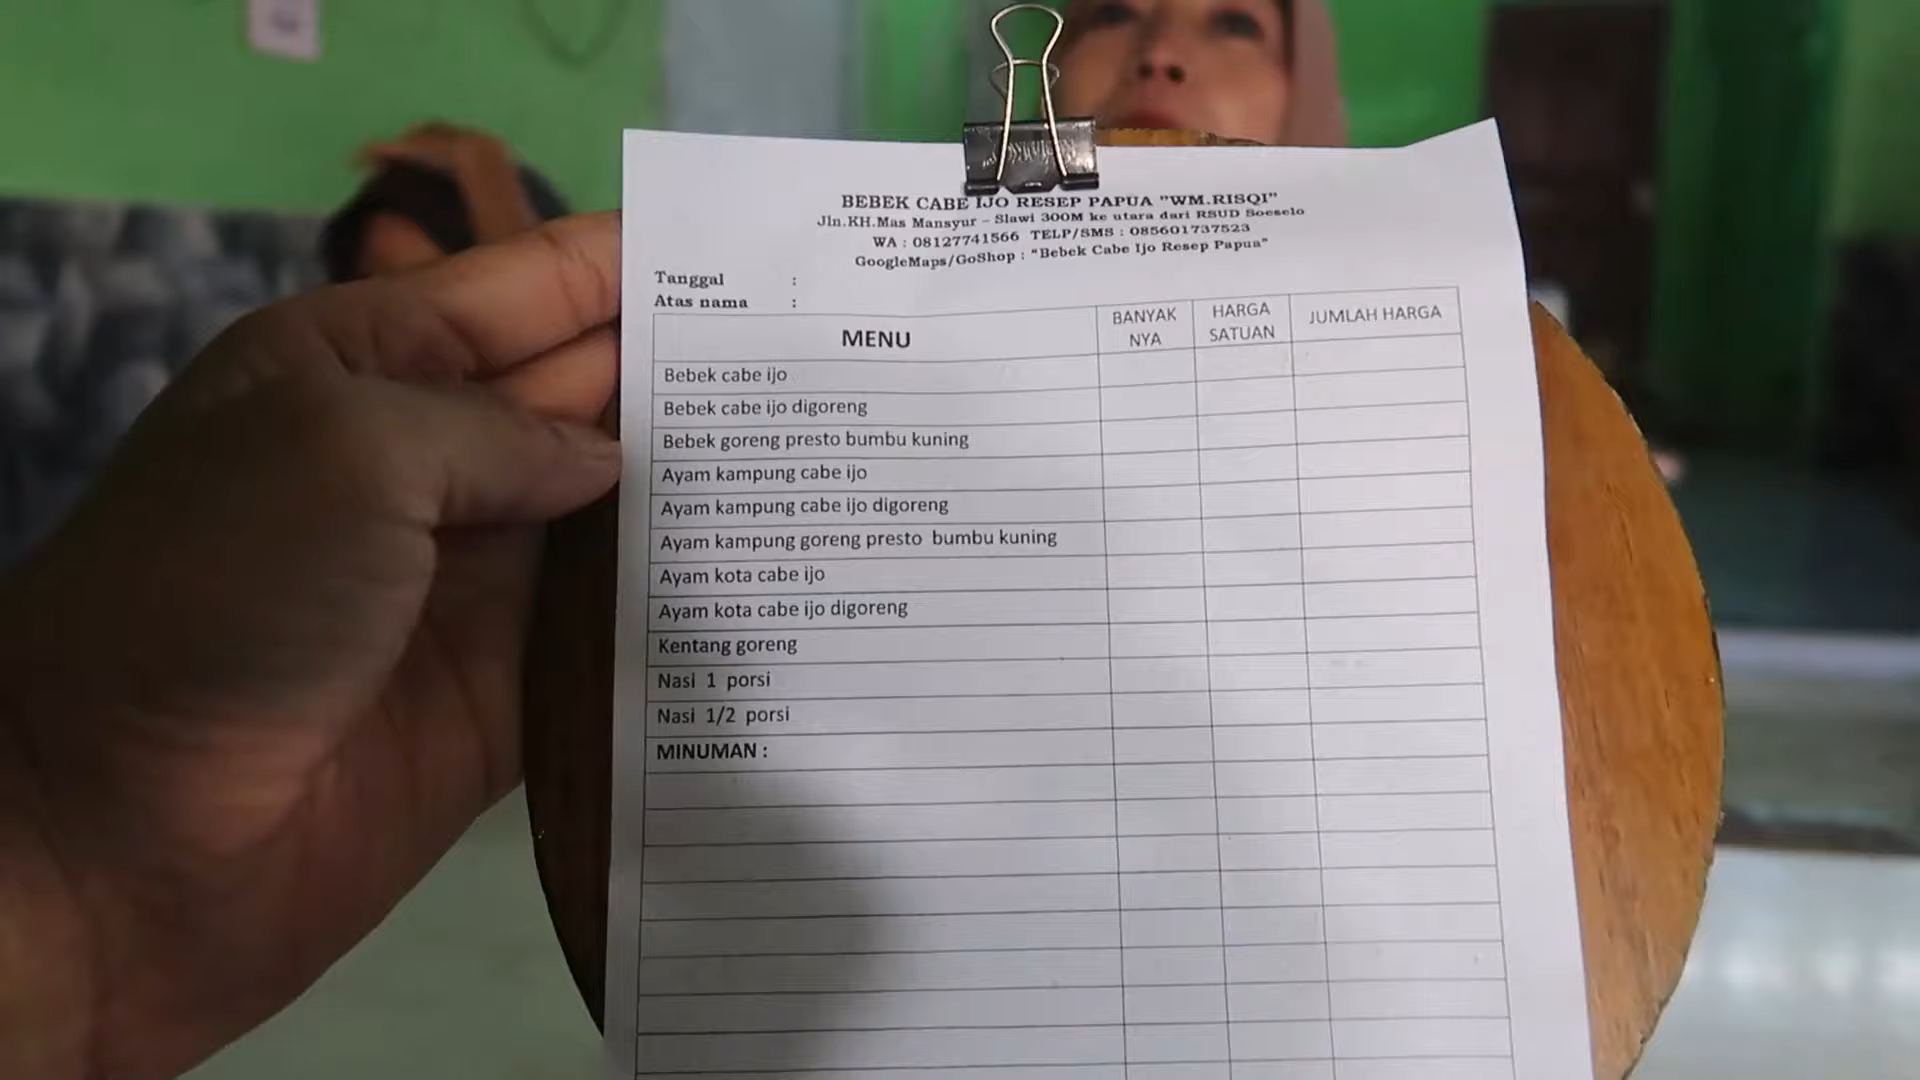 BEBEK CABE IJO RESEP PAPUA "WM.RISQI"
Jln.KH.Mas Mansyur – Slawi 300M ke utara dari RSUD Soeselo
WA : 08127741566 TELP/SMS : 085601737523
GoogleMaps/GoShop : "Bebek Cabe Ijo Resep Papua"
Tanggal :
Atas nama :
MENU BANYAK NYA HARGA SATUAN JUMLAH HARGA
Bebek cabe ijo
Bebek cabe ijo digoreng
Bebek goreng presto bumbu kuning
Ayam kampung cabe ijo
Ayam kampung cabe ijo digoreng
Ayam kampung goreng presto bumbu kuning
Ayam kota cabe ijo
Ayam kota cabe ijo digoreng
Kentang goreng
Nasi 1 porsi
Nasi 1/2 porsi
MINUMAN :